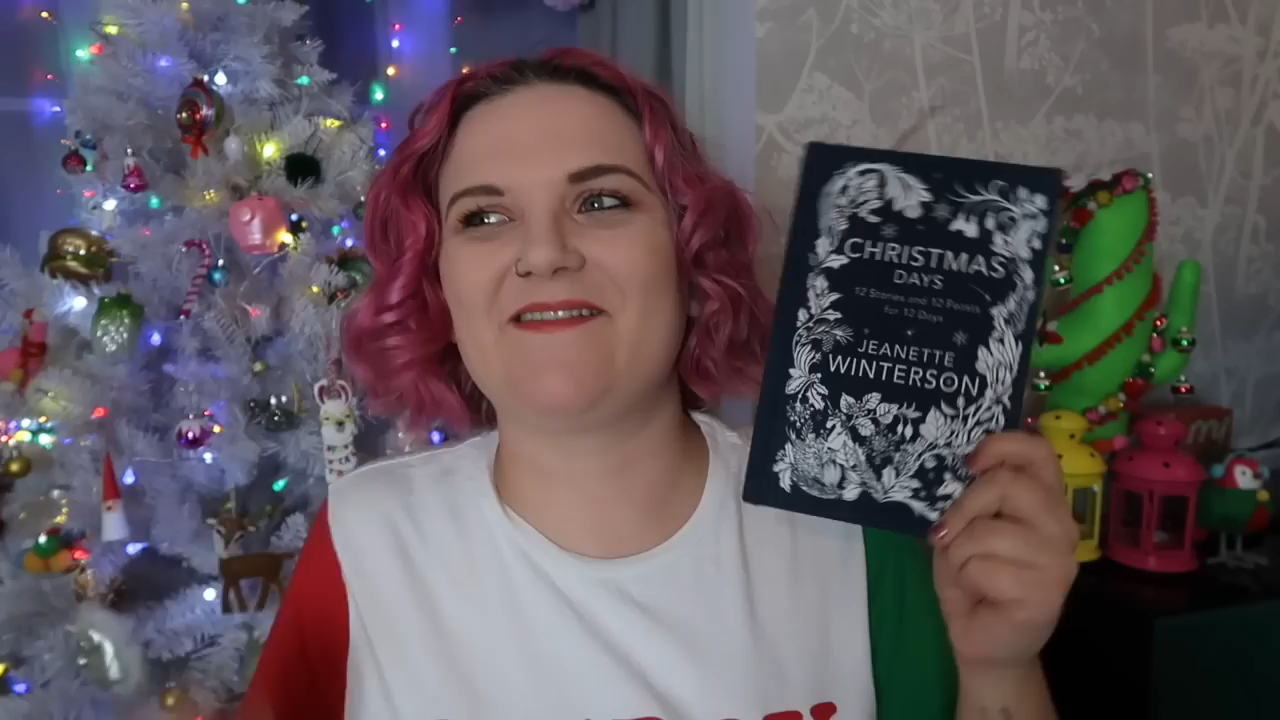 CHRISTMAS
DAYS
12 Stories and 12 Feasts
for 12 Days
JEANETTE
WINTERSON